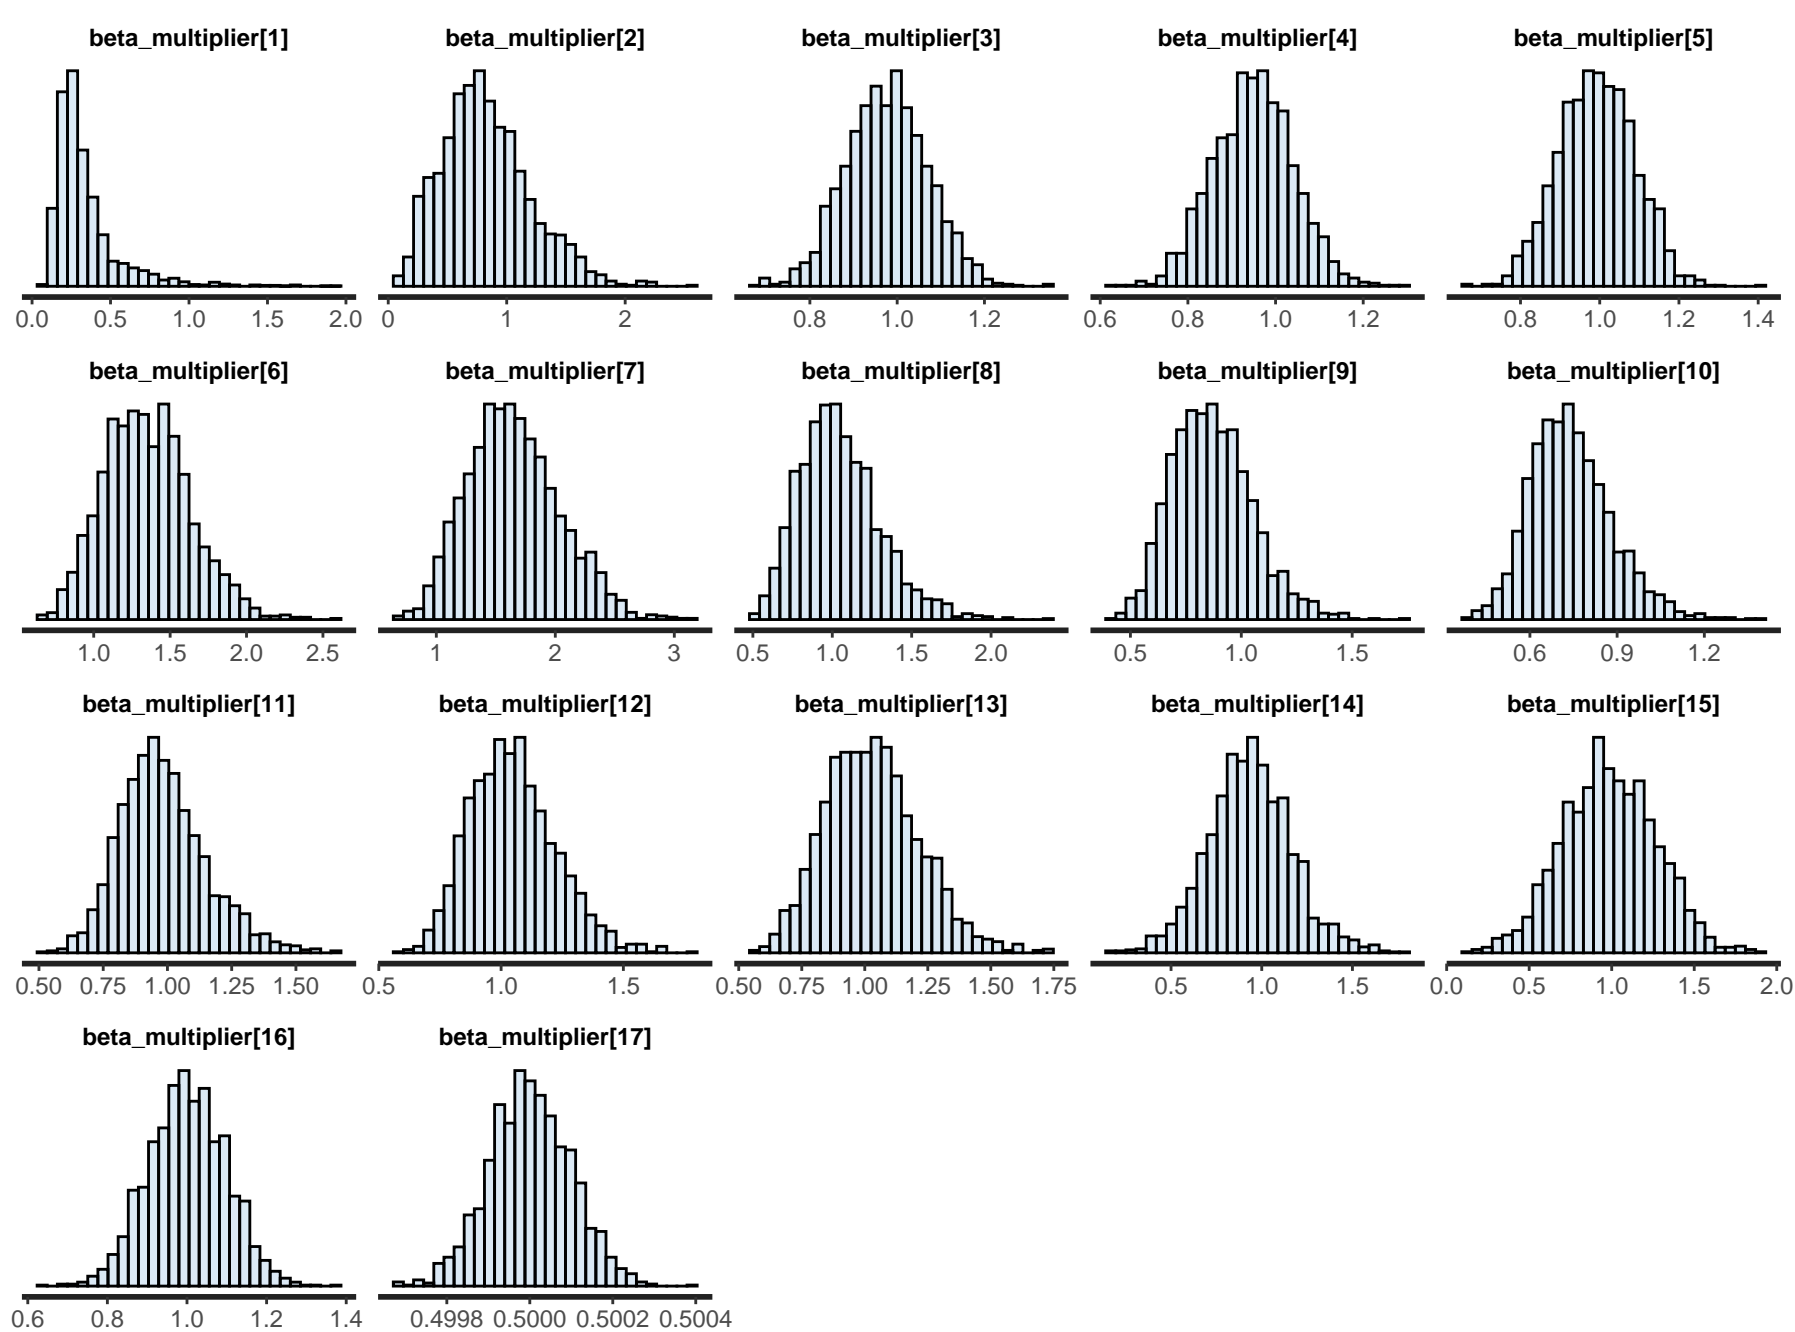 beta_multiplier[1] beta_multiplier[2] beta_multiplier[3] beta_multiplier[4] beta_multiplier[5]
0.0 0.5 1.0 1.5 2.0 0 1 2 0.8 1.0 1.2 0.6 0.8 1.0 1.2 0.8 1.0 1.2 1.4
beta_multiplier[6] beta_multiplier[7] beta_multiplier[8] beta_multiplier[9] beta_multiplier[10]
1.0 1.5 2.0 2.5 1 2 3 0.5 1.0 1.5 2.0 0.5 1.0 1.5 0.6 0.9 1.2
beta_multiplier[11] beta_multiplier[12] beta_multiplier[13] beta_multiplier[14] beta_multiplier[15]
0.50 0.75 1.00 1.25 1.50 0.5 1.0 1.5 0.50 0.75 1.00 1.25 1.50 1.75 0.5 1.0 1.5 0.0 0.5 1.0 1.5 2.0
beta_multiplier[16] beta_multiplier[17]
0.6 0.8 1.0 1.2 1.4 0.4998 0.5000 0.5002 0.5004